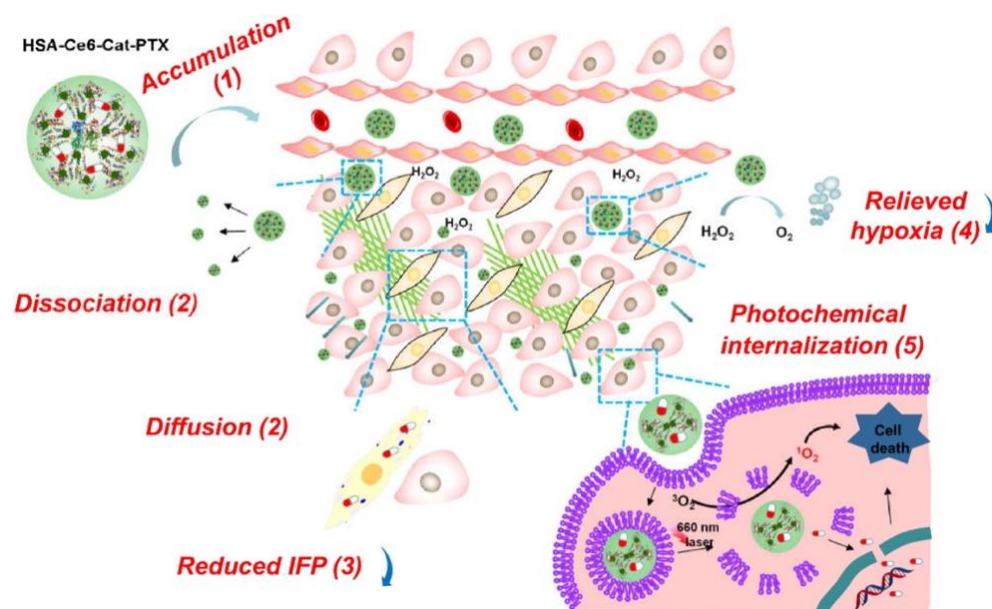 HSA-Ce6-Cat-PTX
Accumulation
(1)
H₂O₂
H₂O₂
H₂O₂
H₂O₂
O₂
Relieved
hypoxia (4)
Dissociation (2)
Photochemical
internalization (5)
Diffusion (2)
Cell
death
¹O₂
³O₂
660 nm
laser
Reduced IFP (3)